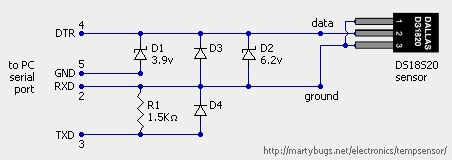 4
DTR
data
1
2
3
DALLAS
DS1820
D1
3.9v
D3
D2
6.2v
to PC
serial
port
5
GND
RXD
2
DS18S20
sensor
ground
R1
1.5KΩ
D4
TXD
3
http://martybugs.net/electronics/tempsensor/